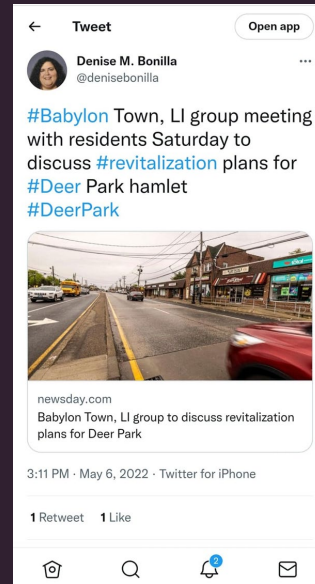 Tweet
Open app
Denise M. Bonilla
@denisebonilla
#Babylon Town, LI group meeting
with residents Saturday to
discuss #revitalization plans for
#Deer Park hamlet
#DeerPark
newsday.com
Babylon Town, LI group to discuss revitalization
plans for Deer Park
3:11 PM · May 6, 2022 · Twitter for iPhone
1 Retweet 1 Like
2